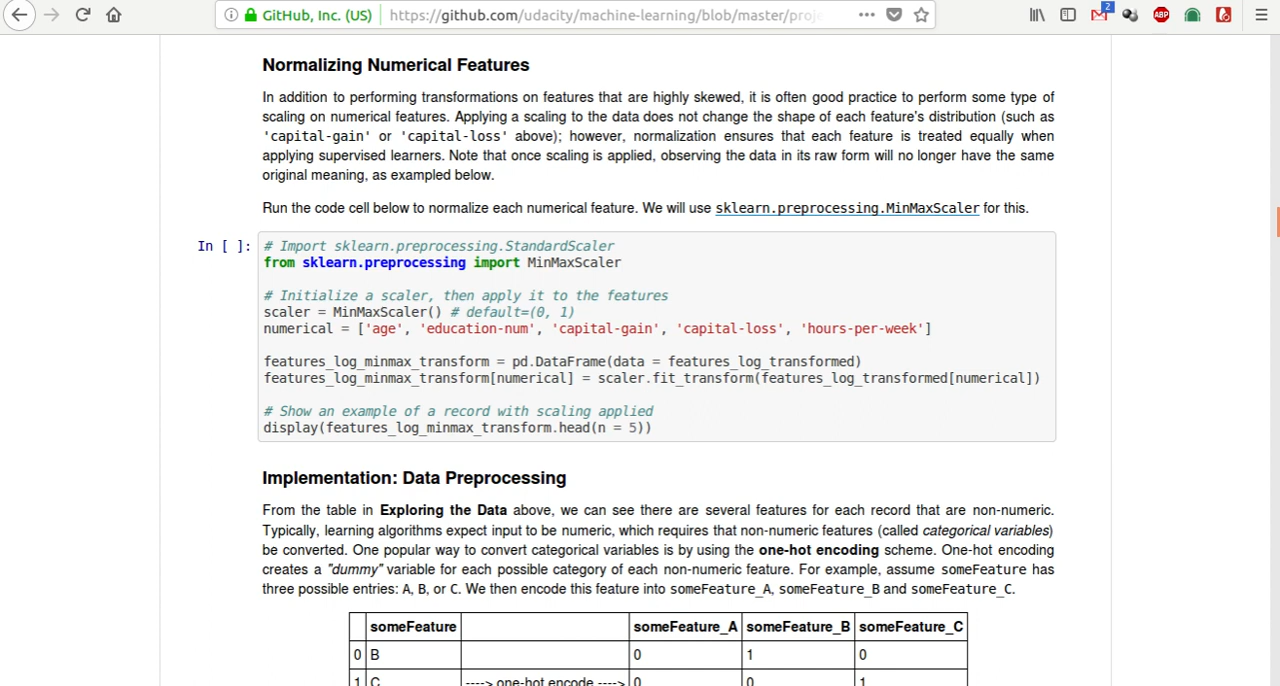 GitHub, Inc. (US) https://github.com/udacity/machine-learning/blob/master/proje
2
ABP
Normalizing Numerical Features
In addition to performing transformations on features that are highly skewed, it is often good practice to perform some type of
scaling on numerical features. Applying a scaling to the data does not change the shape of each feature's distribution (such as
'capital-gain' or 'capital-loss' above); however, normalization ensures that each feature is treated equally when
applying supervised learners. Note that once scaling is applied, observing the data in its raw form will no longer have the same
original meaning, as exampled below.
Run the code cell below to normalize each numerical feature. We will use sklearn.preprocessing.MinMaxScaler for this.
In [ ]:
# Import sklearn.preprocessing.StandardScaler
from sklearn.preprocessing import MinMaxScaler
# Initialize a scaler, then apply it to the features
scaler = MinMaxScaler() # default=(0, 1)
numerical = ['age', 'education-num', 'capital-gain', 'capital-loss', 'hours-per-week']
features_log_minmax_transform = pd.DataFrame(data = features_log_transformed)
features_log_minmax_transform[numerical] = scaler.fit_transform(features_log_transformed[numerical])
# Show an example of a record with scaling applied
display(features_log_minmax_transform.head(n = 5))
Implementation: Data Preprocessing
From the table in Exploring the Data above, we can see there are several features for each record that are non-numeric.
Typically, learning algorithms expect input to be numeric, which requires that non-numeric features (called categorical variables)
be converted. One popular way to convert categorical variables is by using the one-hot encoding scheme. One-hot encoding
creates a "dummy" variable for each possible category of each non-numeric feature. For example, assume someFeature has
three possible entries: A, B, or C. We then encode this feature into someFeature_A, someFeature_B and someFeature_C.
someFeature someFeature_A someFeature_B someFeature_C
0 B 0 1 0
1 C ----> one-hot encode ----> 0 0 1